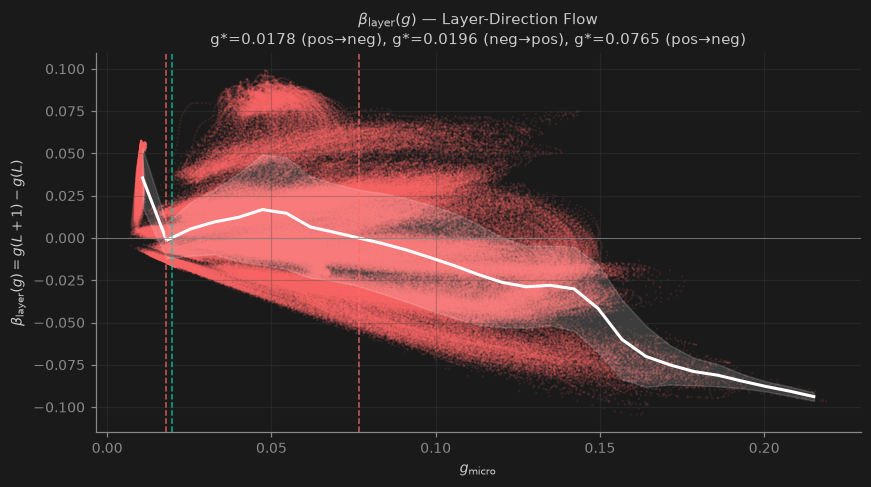 β_layer(g) — Layer-Direction Flow
g*=0.0178 (pos→neg), g*=0.0196 (neg→pos), g*=0.0765 (pos→neg)
β_layer(g) = g(L + 1) − g(L)
0.100
0.075
0.050
0.025
0.000
−0.025
−0.050
−0.075
−0.100
0.00 0.05 0.10 0.15 0.20
g_micro